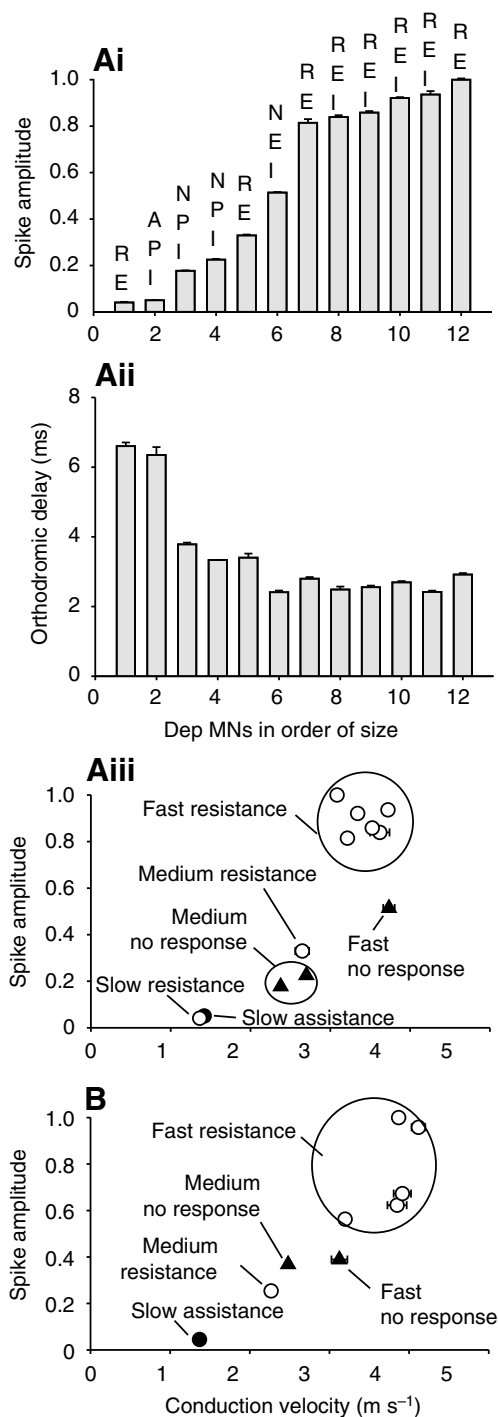 Ai
Spike amplitude
1.0
0.8
0.6
0.4
0.2
0
R E
A P I
N P I
N P I
R E
N E I
R E
R E I
R E I
R E I
R E I
R E
0 2 4 6 8 10 12
Aii
Orthodromic delay (ms)
8
6
4
2
0
0 2 4 6 8 10 12
Dep MNs in order of size
Aiii
Spike amplitude
1.0
0.8
0.6
0.4
0.2
0
Fast resistance
Medium resistance
Medium
no response
Fast
no response
Slow resistance
Slow assistance
0 1 2 3 4 5
B
Spike amplitude
1.0
0.8
0.6
0.4
0.2
0
Fast resistance
Medium
no response
Medium
resistance
Slow assistance
Fast
no response
0 1 2 3 4 5
Conduction velocity (m s⁻¹)